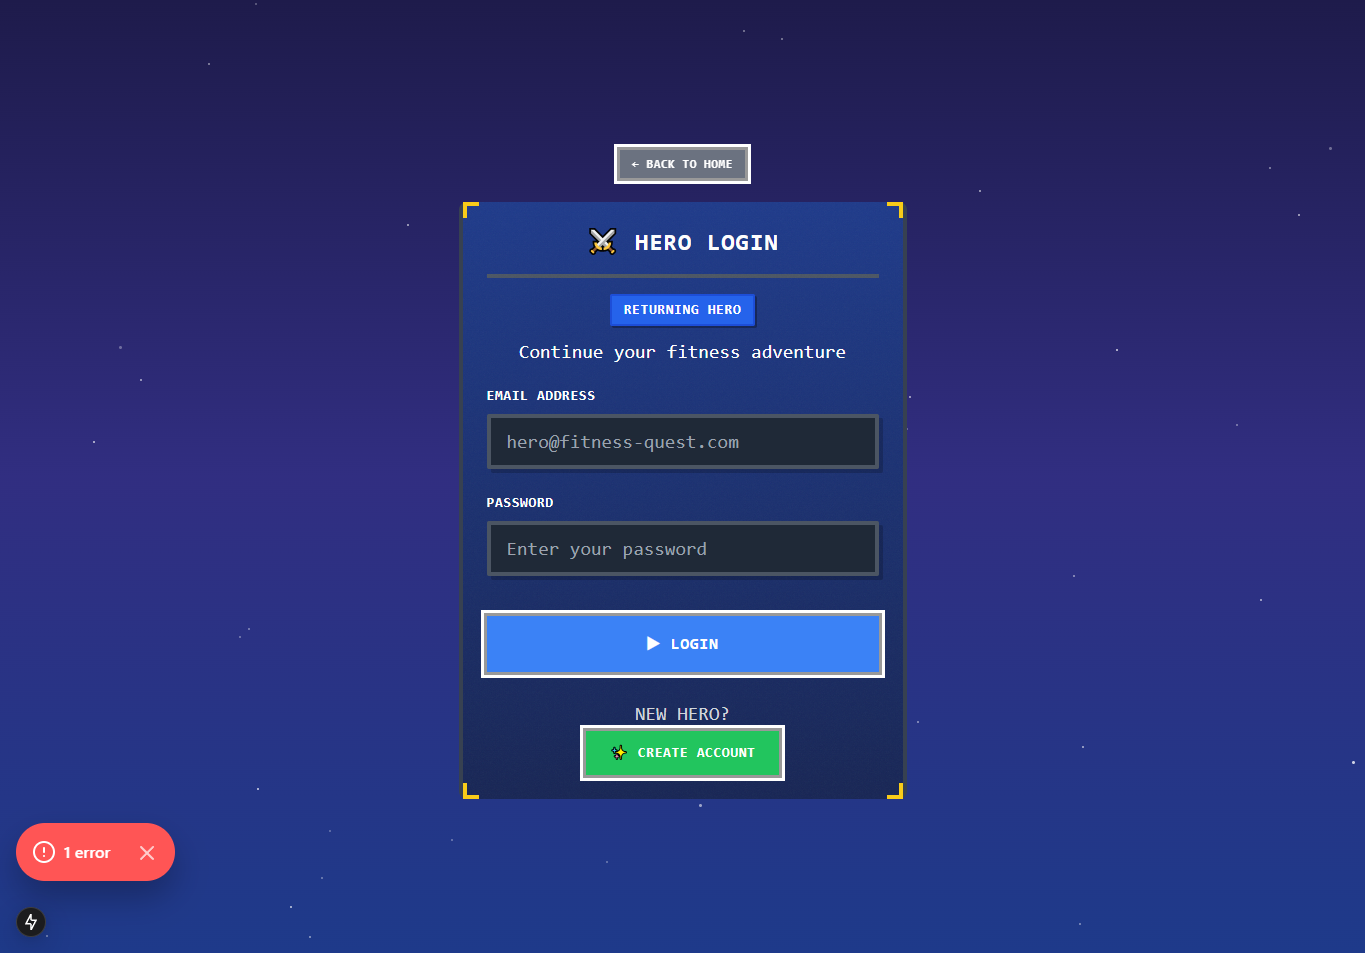 ← BACK TO HOME
⚔️ HERO LOGIN
RETURNING HERO
Continue your fitness adventure
EMAIL ADDRESS
hero@fitness-quest.com
PASSWORD
Enter your password
▶ LOGIN
NEW HERO?
✨ CREATE ACCOUNT
1 error